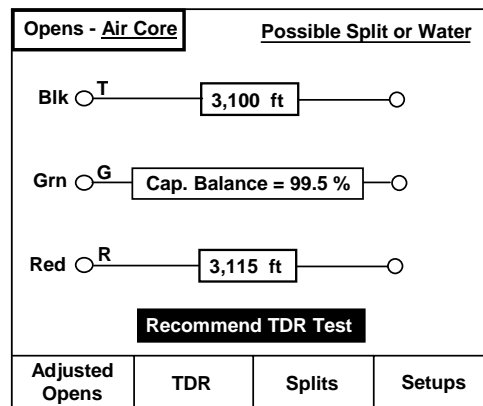 Opens - Air Core
Possible Split or Water
Blk T
3,100 ft
Grn G
Cap. Balance = 99.5 %
Red R
3,115 ft
Recommend TDR Test
Adjusted
Opens
TDR
Splits
Setups